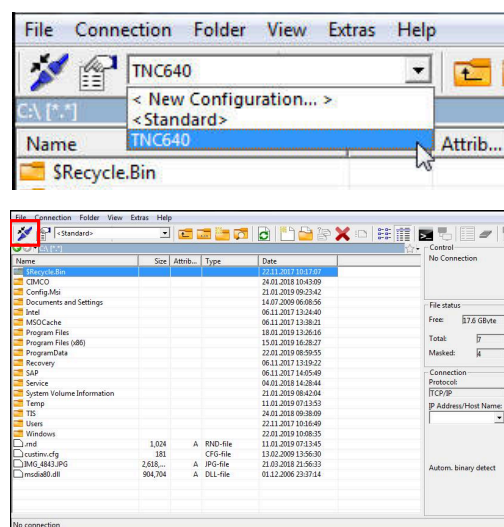 File Connection Folder View Extras Help
TNC640
C:\ [*.*]
< New Configuration... >
<Standard>
Name TNC640 Attrib...
$Recycle.Bin
File Connection Folder View Extras Help
<Standard>
Control
Name Size Attrib... Type Date No Connection
$Recycle.Bin 22.11.2017 10:17:07
CIMCO 24.01.2018 10:43:09
Config.Msi 21.01.2019 09:23:42
Documents and Settings 14.07.2009 06:08:56
File status
Intel 06.11.2017 13:24:40
MSOCache 06.11.2017 13:38:21 Free: 17.6 GByte
Program Files 18.01.2019 13:26:16
Program Files (x86) 15.01.2019 16:28:27 Total: 7
ProgramData 22.01.2019 08:59:55 Masked: 4
Recovery 06.11.2017 13:19:22
SAP 06.11.2017 14:05:49 Connection
Service 04.01.2018 14:28:44 Protocol:
System Volume Information 21.01.2019 08:42:04 TCP/IP
Temp 11.01.2019 07:13:53 IP Address/Host Name:
TIS 24.01.2018 09:38:09
Users 22.11.2017 10:16:49
Windows 22.01.2019 10:08:35
.rnd 1,024 A RND-file 11.01.2019 07:13:45
custinv.cfg 181 CFG-file 13.02.2009 13:56:30
IMG_4843.JPG 2,618,... A JPG-file 21.03.2018 21:56:33 Autom. binary detect
msdia80.dll 904,704 A DLL-file 01.12.2006 23:37:14
No connection